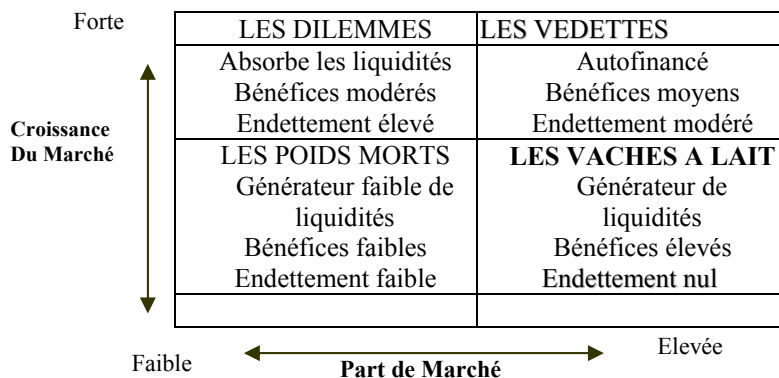 Forte
LES DILEMMES
LES VEDETTES
Absorbe les liquidités
Bénéfices modérés
Endettement élevé
Autofinancé
Bénéfices moyens
Endettement modéré
Croissance
Du Marché
LES POIDS MORTS
Générateur faible de
liquidités
Bénéfices faibles
Endettement faible
LES VACHES A LAIT
Générateur de
liquidités
Bénéfices élevés
Endettement nul
Faible
Part de Marché
Elevée